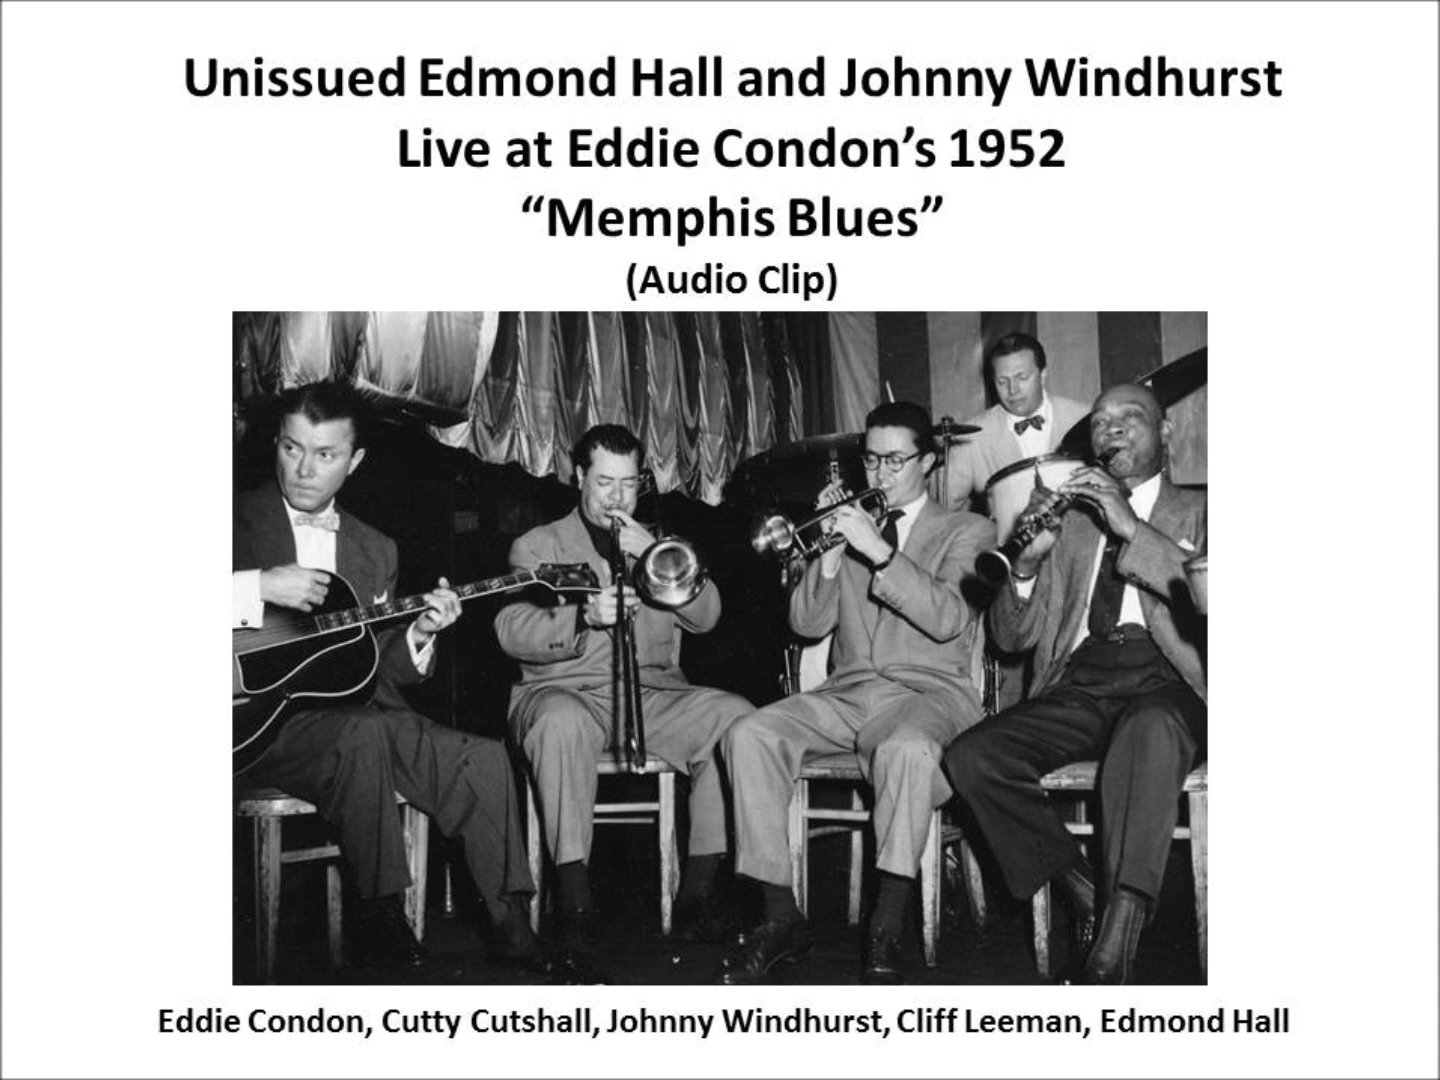 Unissued Edmond Hall and Johnny Windhurst
Live at Eddie Condon’s 1952
“Memphis Blues”
(Audio Clip)
Eddie Condon, Cutty Cutshall, Johnny Windhurst, Cliff Leeman, Edmond Hall